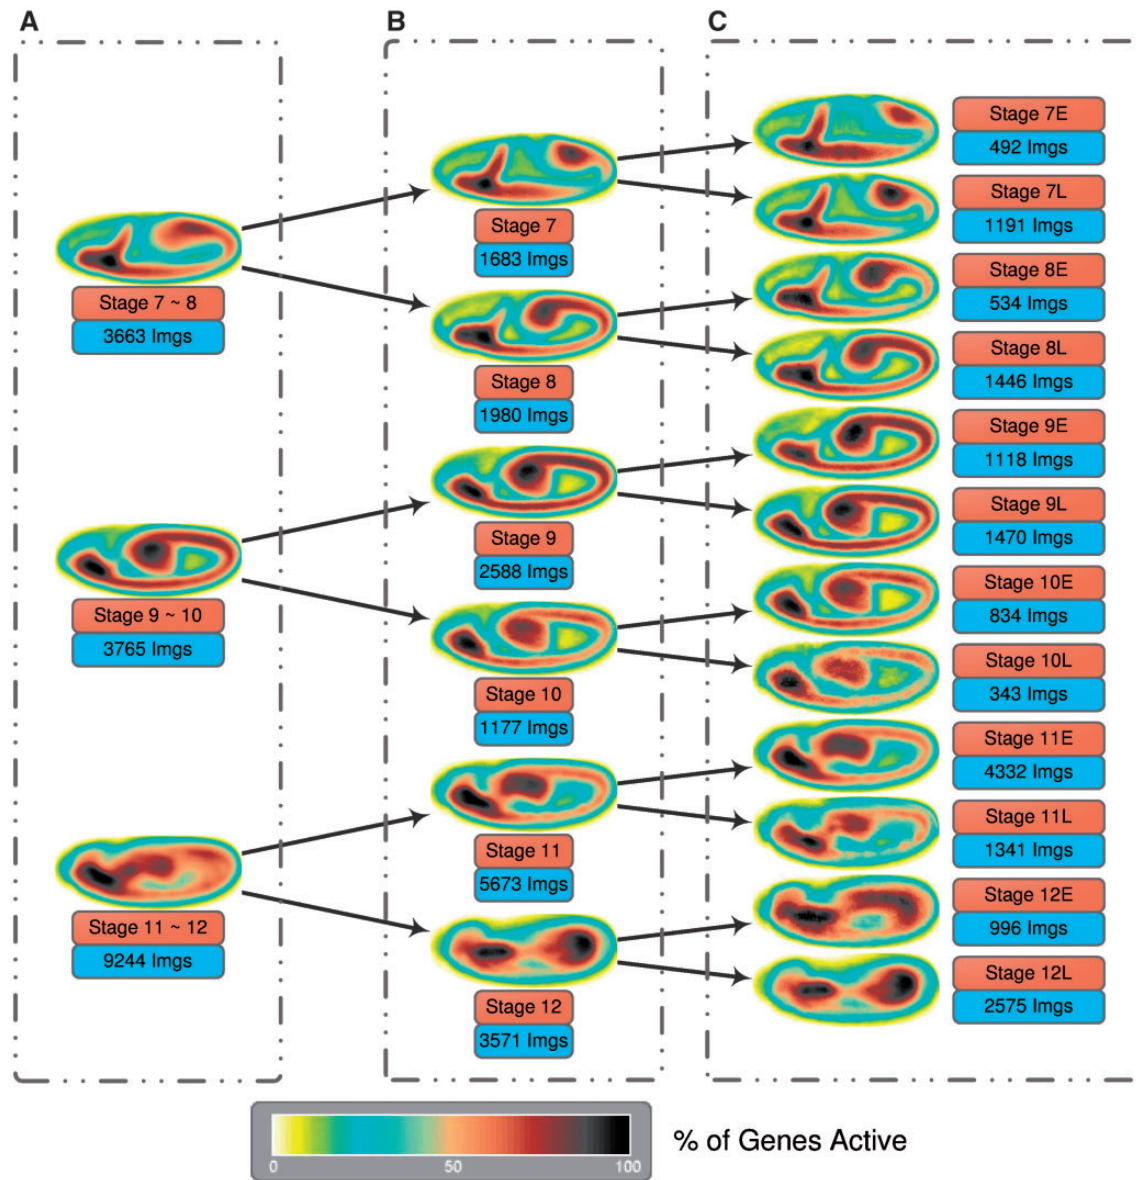 A
B
C
Stage 7 ~ 8
3663 Imgs
Stage 9 ~ 10
3765 Imgs
Stage 11 ~ 12
9244 Imgs
Stage 7
1683 Imgs
Stage 8
1980 Imgs
Stage 9
2588 Imgs
Stage 10
1177 Imgs
Stage 11
5673 Imgs
Stage 12
3571 Imgs
Stage 7E
492 Imgs
Stage 7L
1191 Imgs
Stage 8E
534 Imgs
Stage 8L
1446 Imgs
Stage 9E
1118 Imgs
Stage 9L
1470 Imgs
Stage 10E
834 Imgs
Stage 10L
343 Imgs
Stage 11E
4332 Imgs
Stage 11L
1341 Imgs
Stage 12E
996 Imgs
Stage 12L
2575 Imgs
0 50 100
% of Genes Active